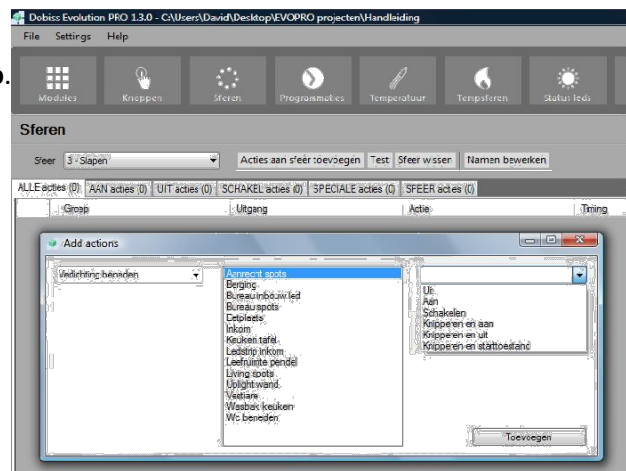 Dobiss Evolution PRO 1.3.0 - C:\Users\David\Desktop\EVOPRO projecten\Handleiding
File Settings Help
o.
Modules Knoppen Sferen Programmaties Temperatuur Tempsferen Status leds
Sferen
Sfeer 3 - Slapen Acties aan sfeer toevoegen Test Sfeer wissen Namen bewerken
ALLE acties (0) AAN acties (0) UIT acties (0) SCHAKEL acties (0) SPECIALE acties (0) SFEER acties (0)
Groep Uitgang Actie Timing
Add actions
Verlichting beneden
Aanrecht spots
Berging
Bureau inbouw led
Bureau spots
Eetplaats
Inkom
Keuken tafel
Ledstrip inkom
Leefruimte pendel
Living spots
Uplight wand
Vestiare
Wasbak keuken
Wc beneden
Uit
Aan
Schakelen
Knipperen en aan
Knipperen en uit
Knipperen en starttoestand
Toevoegen